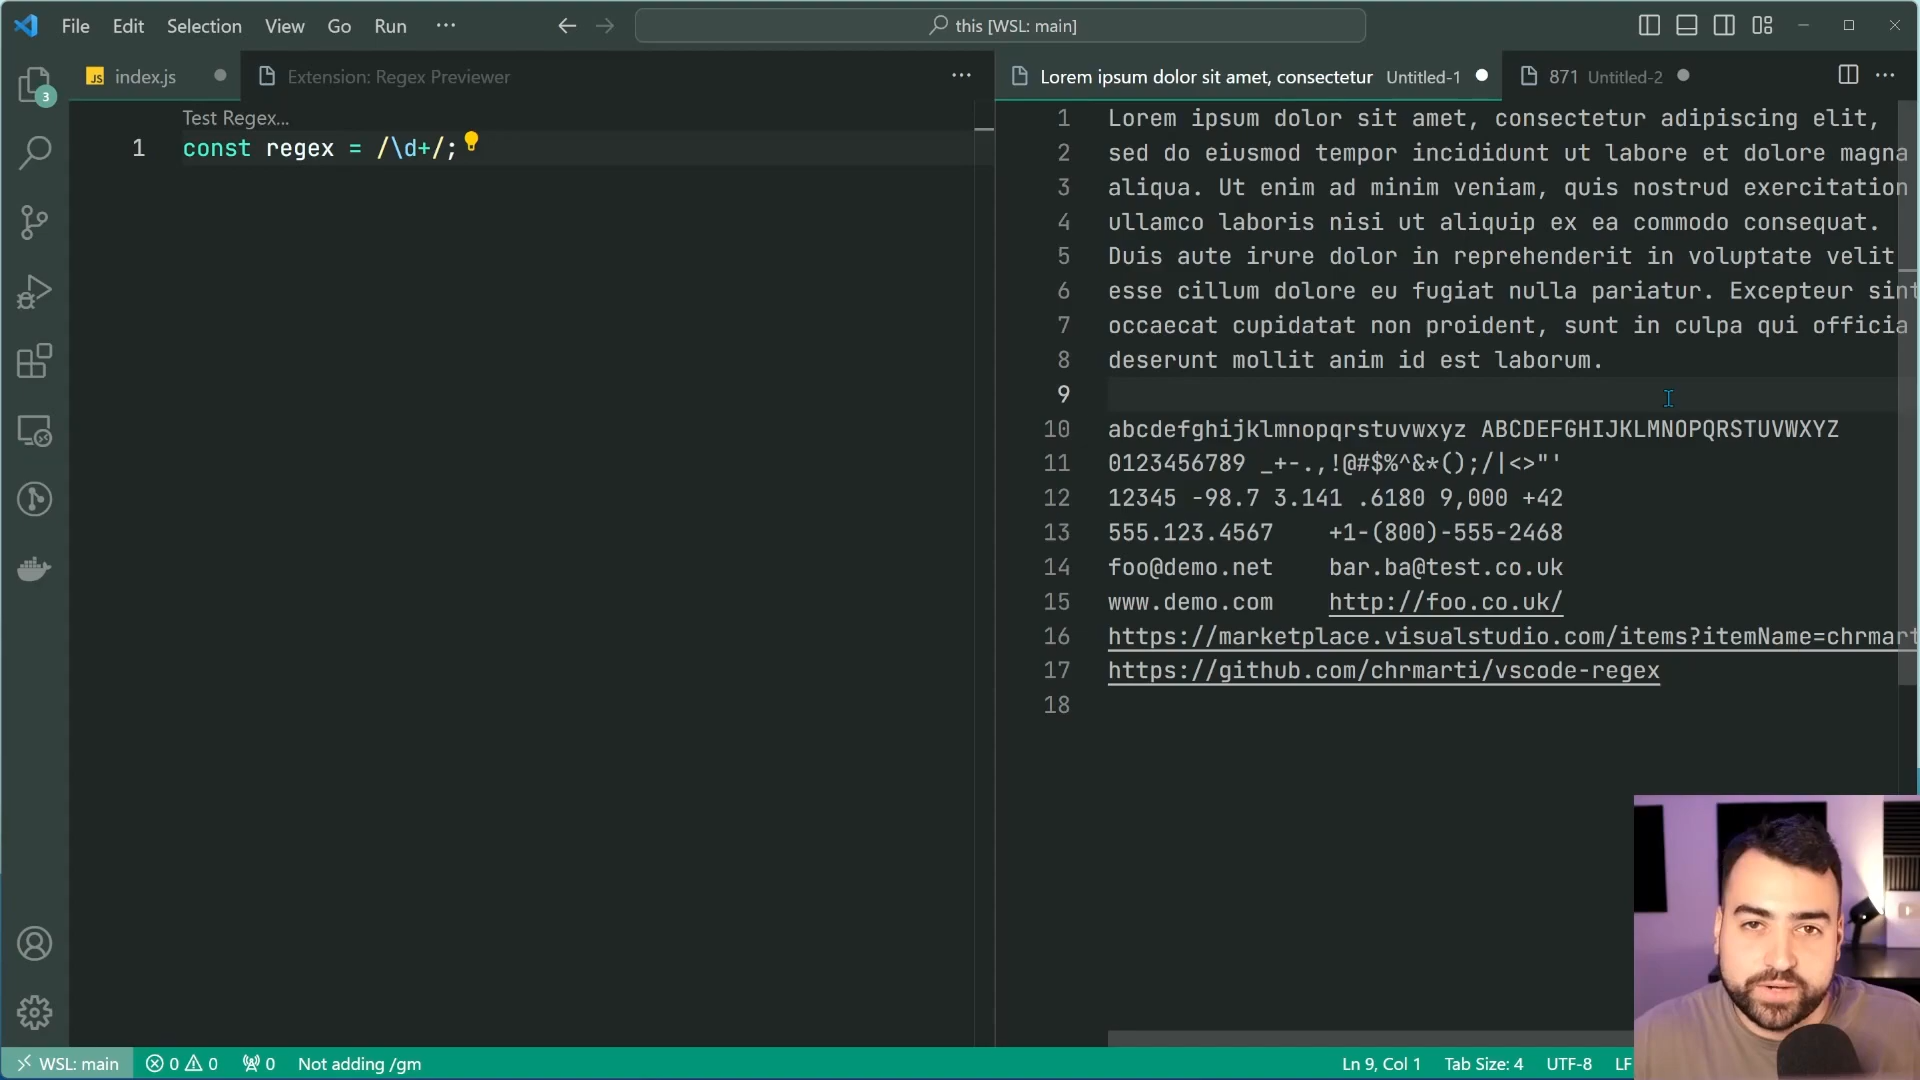 File Edit Selection View Go Run ···
this [WSL: main]
JS index.js
Extension: Regex Previewer
Lorem ipsum dolor sit amet, consectetur Untitled-1
871 Untitled-2
3
Test Regex...
1 const regex = /\d+/;
1 Lorem ipsum dolor sit amet, consectetur adipiscing elit,
2 sed do eiusmod tempor incididunt ut labore et dolore magna
3 aliqua. Ut enim ad minim veniam, quis nostrud exercitation
4 ullamco laboris nisi ut aliquip ex ea commodo consequat.
5 Duis aute irure dolor in reprehenderit in voluptate velit
6 esse cillum dolore eu fugiat nulla pariatur. Excepteur sint
7 occaecat cupidatat non proident, sunt in culpa qui officia
8 deserunt mollit anim id est laborum.
9
10 abcdefghijklmnopqrstuvwxyz ABCDEFGHIJKLMNOPQRSTUVWXYZ
11 0123456789 _+-.,!@#$%^&*();/|<>"'
12 12345 -98.7 3.141 .6180 9,000 +42
13 555.123.4567 +1-(800)-555-2468
14 foo@demo.net bar.ba@test.co.uk
15 www.demo.com http://foo.co.uk/
16 https://marketplace.visualstudio.com/items?itemName=chrmart
17 https://github.com/chrmarti/vscode-regex
18
WSL: main 0 0 0 Not adding /gm
Ln 9, Col 1 Tab Size: 4 UTF-8 LF